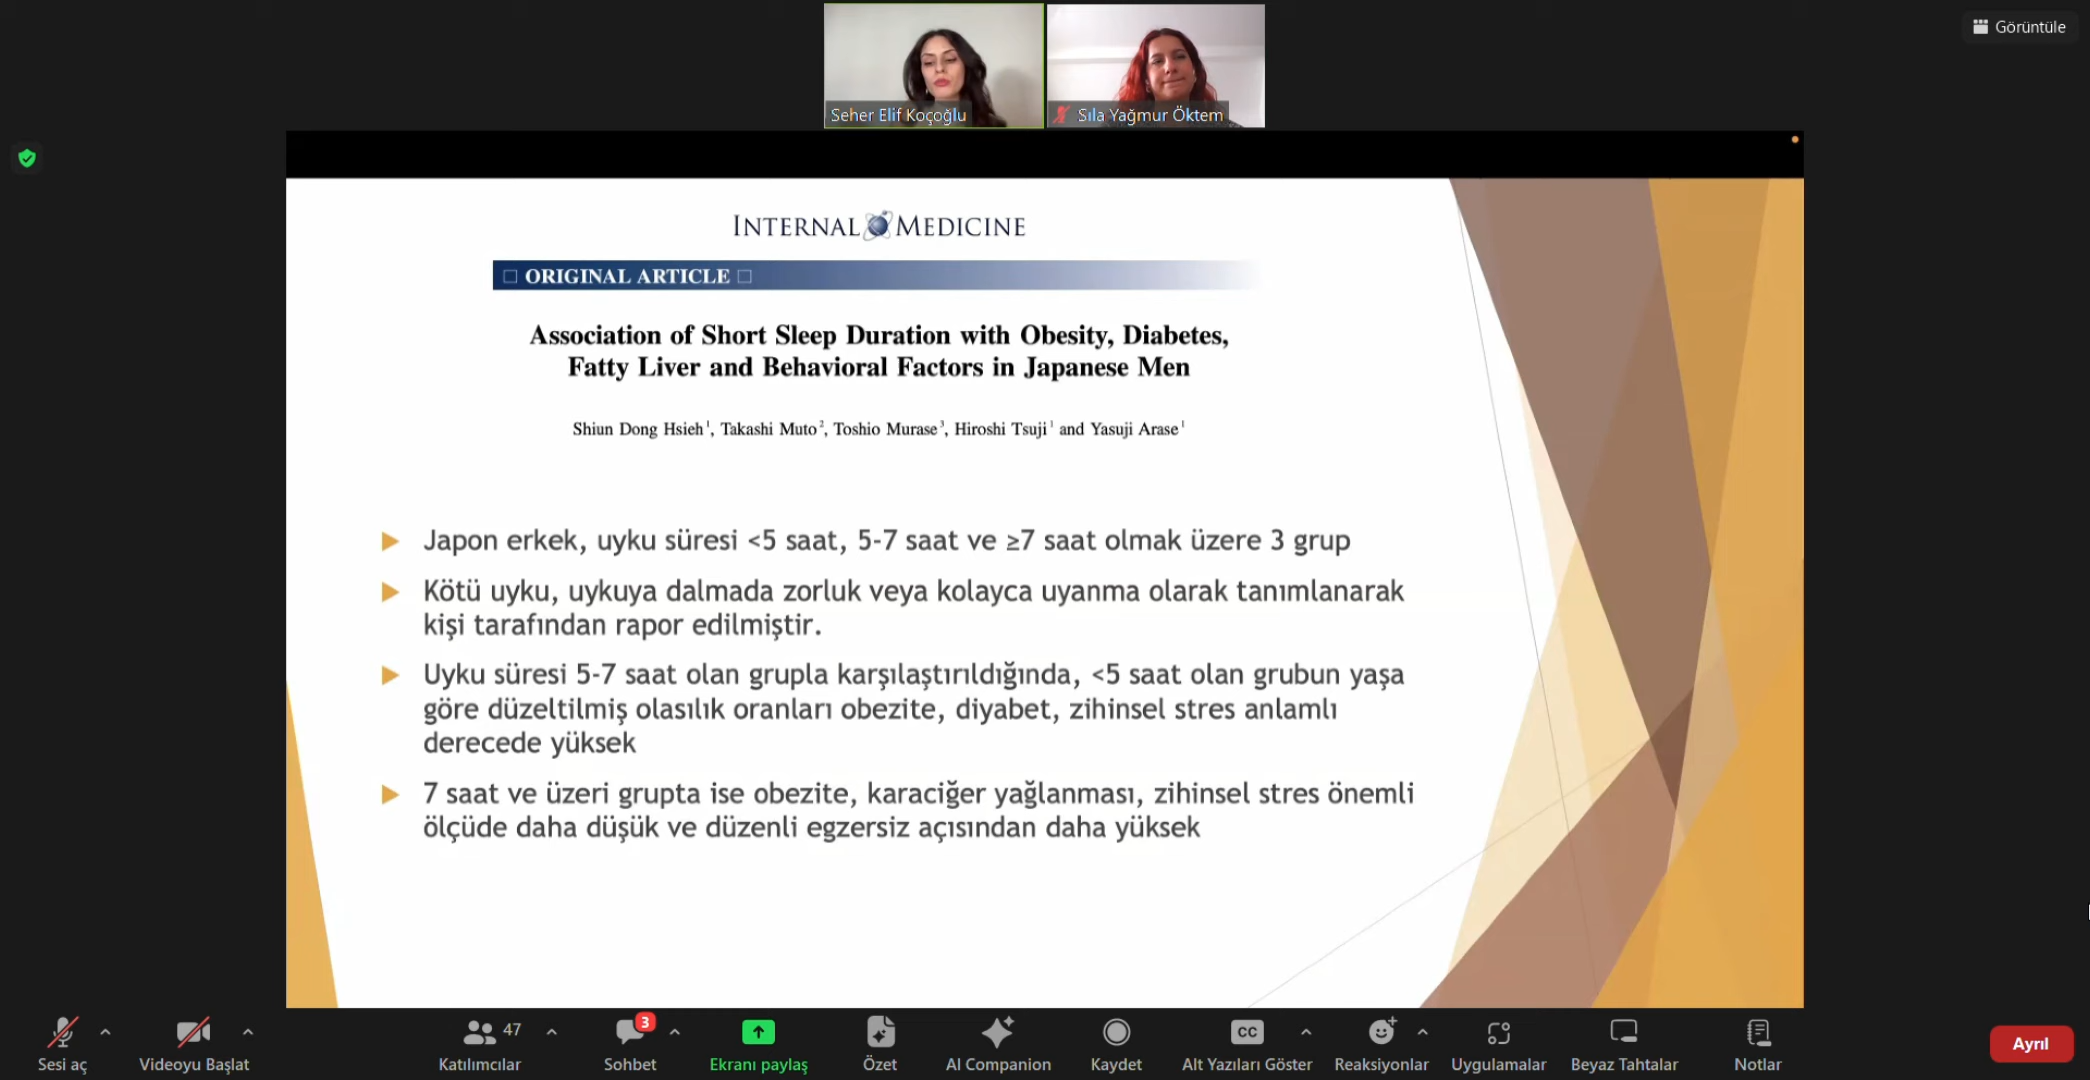 Görüntüle
Seher Elif Koçoğlu
Sıla Yağmur Öktem
INTERNAL MEDICINE
□ ORIGINAL ARTICLE □
Association of Short Sleep Duration with Obesity, Diabetes,
Fatty Liver and Behavioral Factors in Japanese Men
Shiun Dong Hsieh¹, Takashi Muto², Toshio Murase³, Hiroshi Tsuji¹ and Yasuji Arase¹
Japon erkek, uyku süresi <5 saat, 5-7 saat ve ≥7 saat olmak üzere 3 grup
Kötü uyku, uykuya dalmada zorluk veya kolayca uyanma olarak tanımlanarak
kişi tarafından rapor edilmiştir.
Uyku süresi 5-7 saat olan grupla karşılaştırıldığında, <5 saat olan grubun yaşa
göre düzeltilmiş olasılık oranları obezite, diyabet, zihinsel stres anlamlı
derecede yüksek
7 saat ve üzeri grupta ise obezite, karaciğer yağlanması, zihinsel stres önemli
ölçüde daha düşük ve düzenli egzersiz açısından daha yüksek
Sesi aç
Videoyu Başlat
47
Katılımcılar
3
Sohbet
Ekranı paylaş
Özet
AI Companion
Kaydet
CC
Alt Yazıları Göster
Reaksiyonlar
Uygulamalar
Beyaz Tahtalar
Notlar
Ayrıl